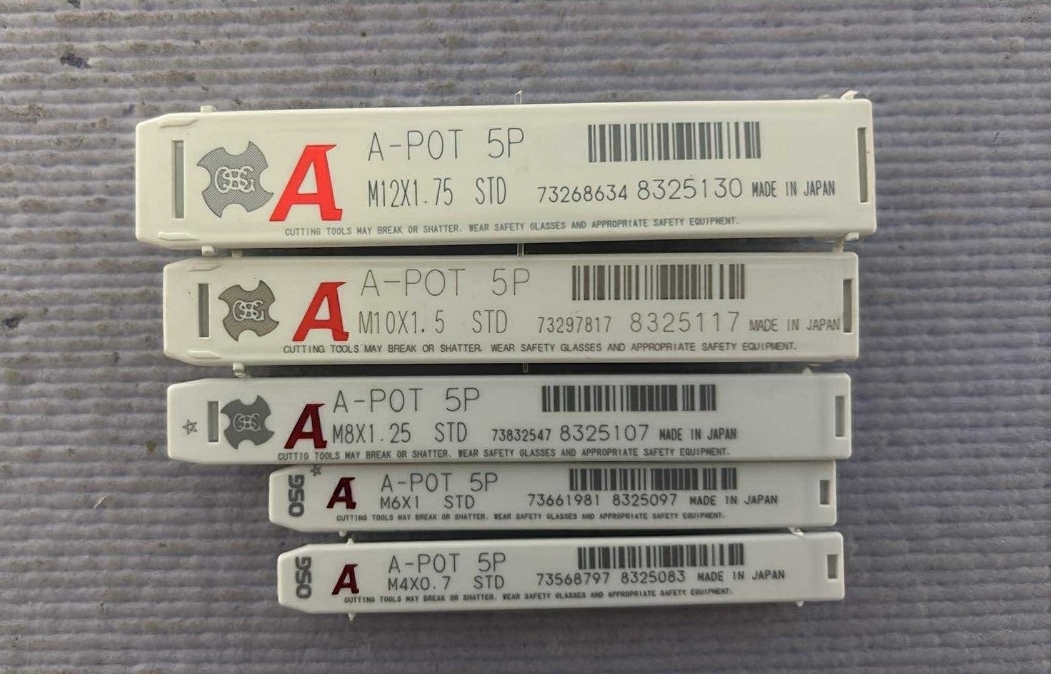 OSG A A-POT 5P
M12X1.75 STD 73268634 8325130 MADE IN JAPAN
CUTTING TOOLS MAY BREAK OR SHATTER. WEAR SAFETY GLASSES AND APPROPRIATE SAFETY EQUIPMENT.
OSG A A-POT 5P
M10X1.5 STD 73297817 8325117 MADE IN JAPAN
CUTTING TOOLS MAY BREAK OR SHATTER. WEAR SAFETY GLASSES AND APPROPRIATE SAFETY EQUIPMENT.
OSG A A-POT 5P
M8X1.25 STD 73832547 8325107 MADE IN JAPAN
CUTTIG TOOLS MAY BREAK OR SHATTER. WEAR SAFETY GLASSES AND APPROPRIATE SAFETY EQUIPMENT.
OSG A A-POT 5P
M6X1 STD 73661981 8325097 MADE IN JAPAN
CUTTING TOOLS MAY BREAK OR SHATTER. WEAR SAFETY GLASSES AND APPROPRIATE SAFETY EQUIPMENT.
OSG A A-POT 5P
M4X0.7 STD 73568797 8325083 MADE IN JAPAN
CUTTING TOOLS MAY BREAK OR SHATTER. WEAR SAFETY GLASSES AND APPROPRIATE SAFETY EQUIPMENT.